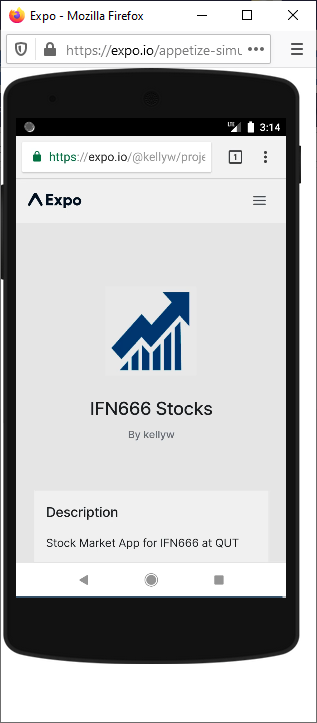 Expo - Mozilla Firefox
https://expo.io/appetize-simu
LTE 3:14
https://expo.io/@kellyw/proje
1
Expo
IFN666 Stocks
By kellyw
Description
Stock Market App for IFN666 at QUT